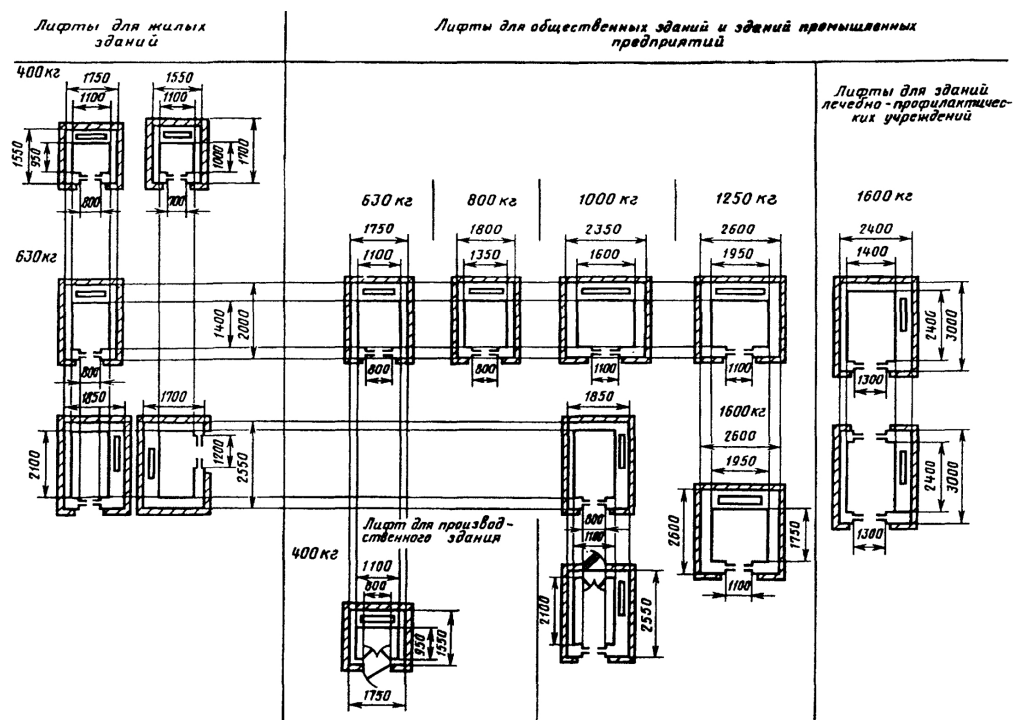 Лифты для жилых
зданий
Лифты для общественных зданий и зданий промышленных
предприятий
400кг
1750
1100
1550
1100
1550
950
1000
1700
800
700
Лифты для зданий
лечебно-профилактичес-
ких учреждений
630кг
630 кг
800 кг
1000 кг
1250 кг
1600 кг
1750
1100
1800
1350
2350
1600
2600
1950
2400
1400
1400
2000
2400
3000
800
800
800
1100
1100
1300
1850
1700
1850
1600кг
2600
1950
2100
1200
2550
2400
3000
1300
Лифт для производ-
ственного здания
400кг
1100
800
800
1100
2600
1750
1100
950
1550
1750
2100
2550